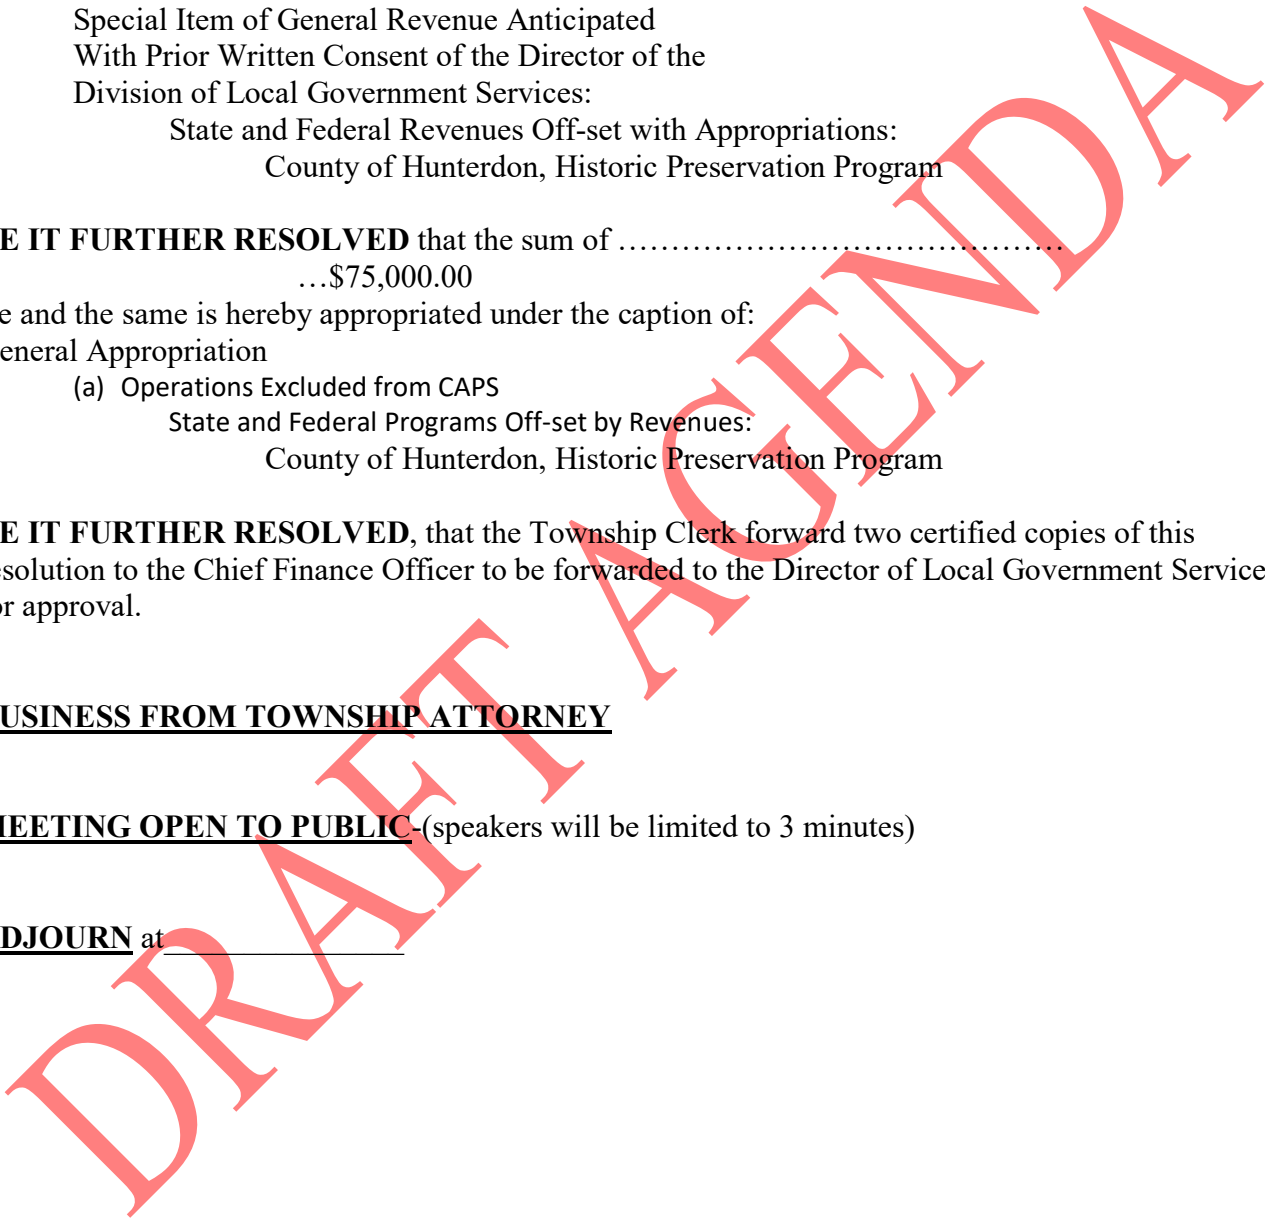 Special Item of General Revenue Anticipated
With Prior Written Consent of the Director of the
Division of Local Government Services:
State and Federal Revenues Off-set with Appropriations:
County of Hunterdon, Historic Preservation Program
E IT FURTHER RESOLVED that the sum of ……………………………………
…$75,000.00
e and the same is hereby appropriated under the caption of:
eneral Appropriation
(a) Operations Excluded from CAPS
State and Federal Programs Off-set by Revenues:
County of Hunterdon, Historic Preservation Program
E IT FURTHER RESOLVED, that the Township Clerk forward two certified copies of this
esolution to the Chief Finance Officer to be forwarded to the Director of Local Government Service
or approval.
USINESS FROM TOWNSHIP ATTORNEY
MEETING OPEN TO PUBLIC-(speakers will be limited to 3 minutes)
DJOURN at_______________
DRAFT AGENDA